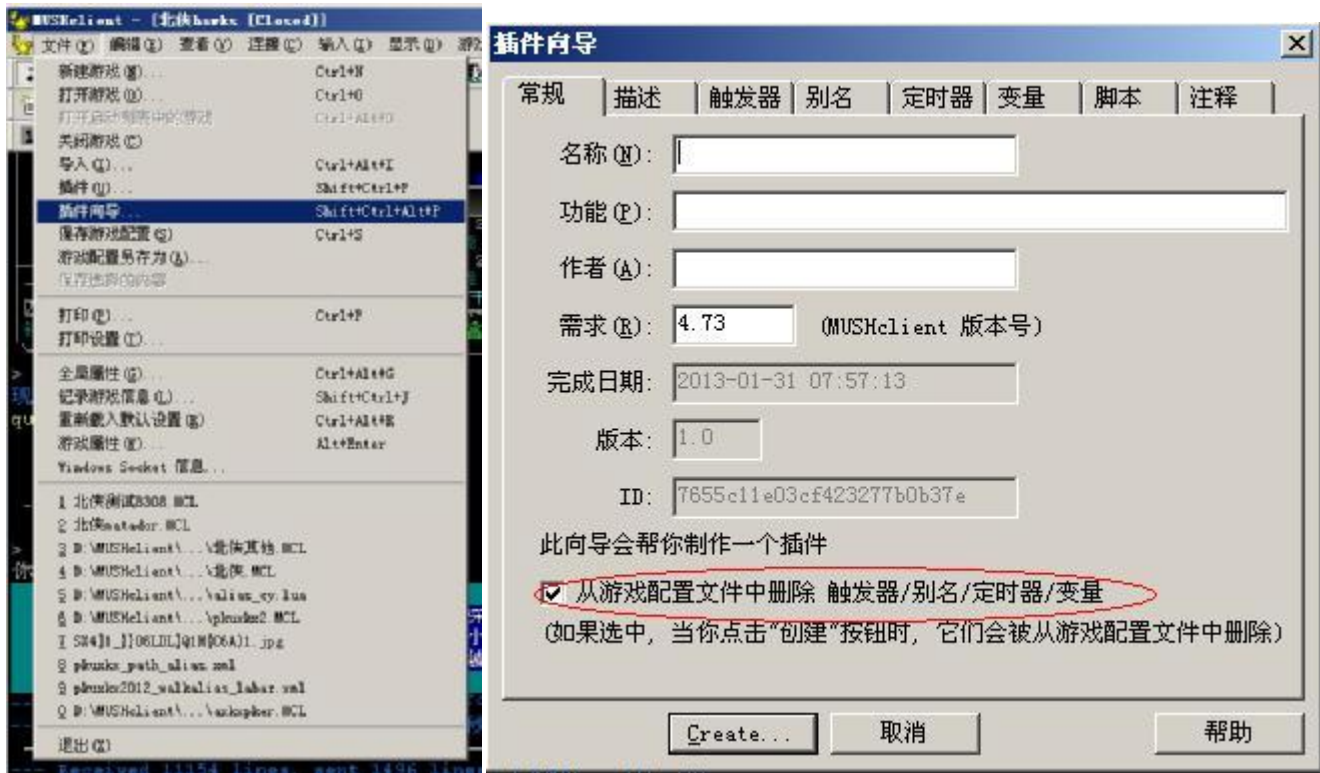 MUSHclient - [北侠hawkx [Closed]]
文件(F) 编辑(E) 查看(V) 连接(C) 输入(I) 显示(D) 游
新建游戏(N)... Ctrl+N
打开游戏(O)... Ctrl+O
打开启动列表中的游戏 Ctrl+Alt+O
关闭游戏(C)
导入(I)... Ctrl+Alt+I
插件(U)... Shift+Ctrl+P
插件向导... Shift+Ctrl+Alt+P
保存游戏配置(S) Ctrl+S
游戏配置另存为(A)...
保存选择的内容
打印(P)... Ctrl+P
打印设置(T)...
全局属性(G)... Ctrl+Alt+G
记录游戏信息(L)... Shift+Ctrl+J
重新载入默认设置(R) Ctrl+Alt+R
游戏属性(W)... Alt+Enter
Windows Socket 信息...
1 北侠测试8308.MCL
2 北侠matador.MCL
3 D:\MUSHclient\...\北侠其他.MCL
4 D:\MUSHclient\...\北侠.MCL
5 D:\MUSHclient\...\alias_cy.lua
6 D:\MUSHclient\...\pkuxkx2.MCL
8 pkuxkx_path_alias.xml
9 pkuxkx2012_walkalias_labar.xml
退出(X)
现
qu
>
你
Received 11154 lines, sent 1496 lines
插件向导
常规 描述 触发器 别名 定时器 变量 脚本 注释
名称(N):
功能(P):
作者(A):
需求(R): 4.73 (MUSHclient 版本号)
完成日期: 2013-01-31 07:57:13
版本: 1.0
ID: 7655c11e03cf423277b0b37e
此向导会帮你制作一个插件
从游戏配置文件中删除 触发器/别名/定时器/变量
(如果选中, 当你点击“创建”按钮时, 它们会被从游戏配置文件中删除)
Create... 取消 帮助